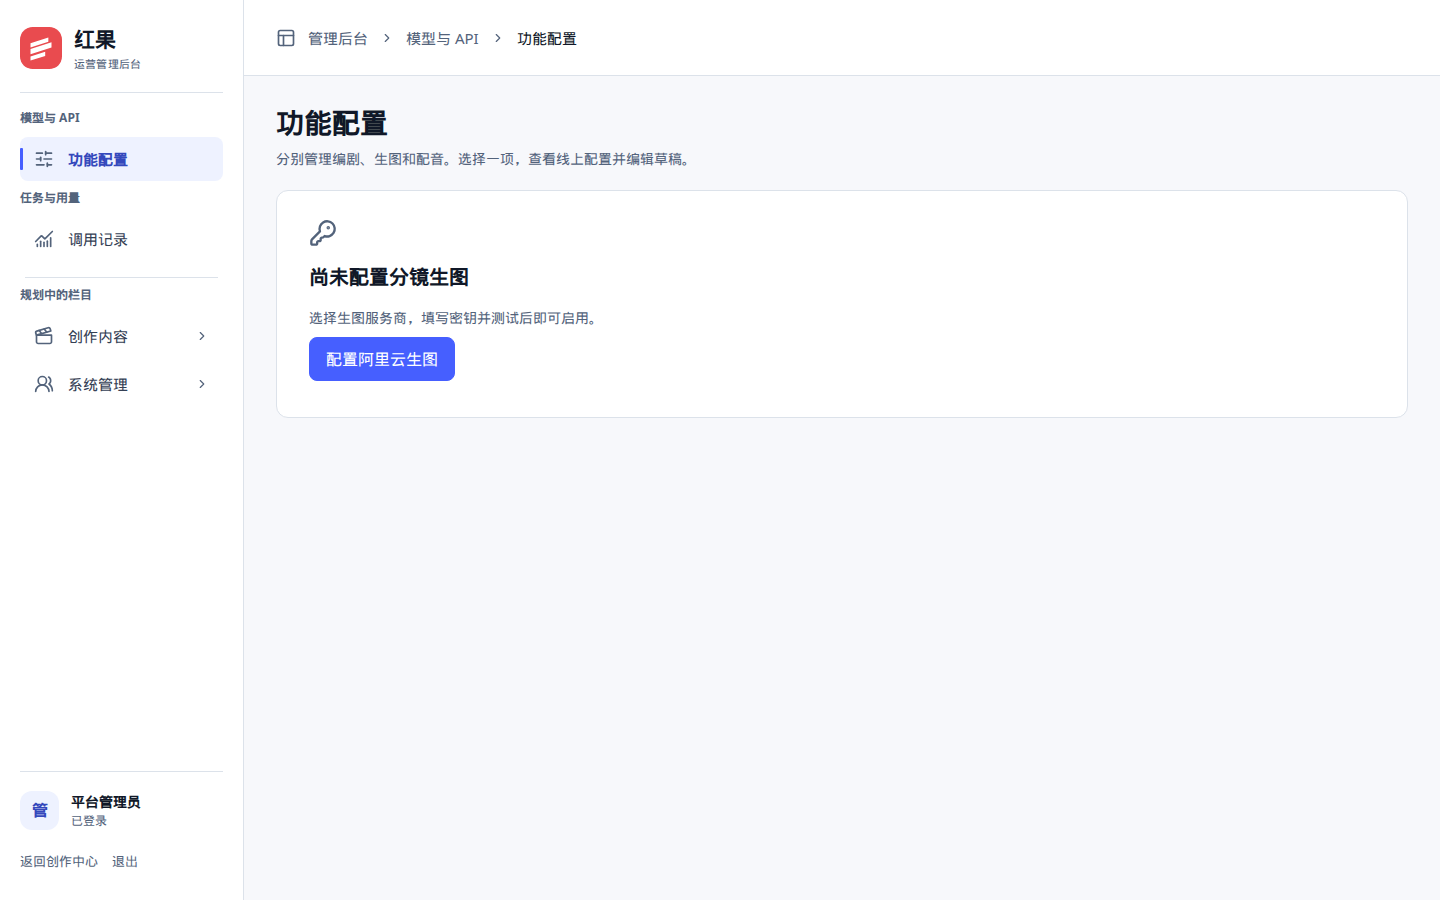 红果
运营管理后台
模型与 API
功能配置
任务与用量
调用记录
规划中的栏目
创作内容
系统管理
管
平台管理员
已登录
返回创作中心 退出
管理后台 模型与 API 功能配置
功能配置
分别管理编剧、生图和配音。选择一项，查看线上配置并编辑草稿。
尚未配置分镜生图
选择生图服务商，填写密钥并测试后即可启用。
配置阿里云生图